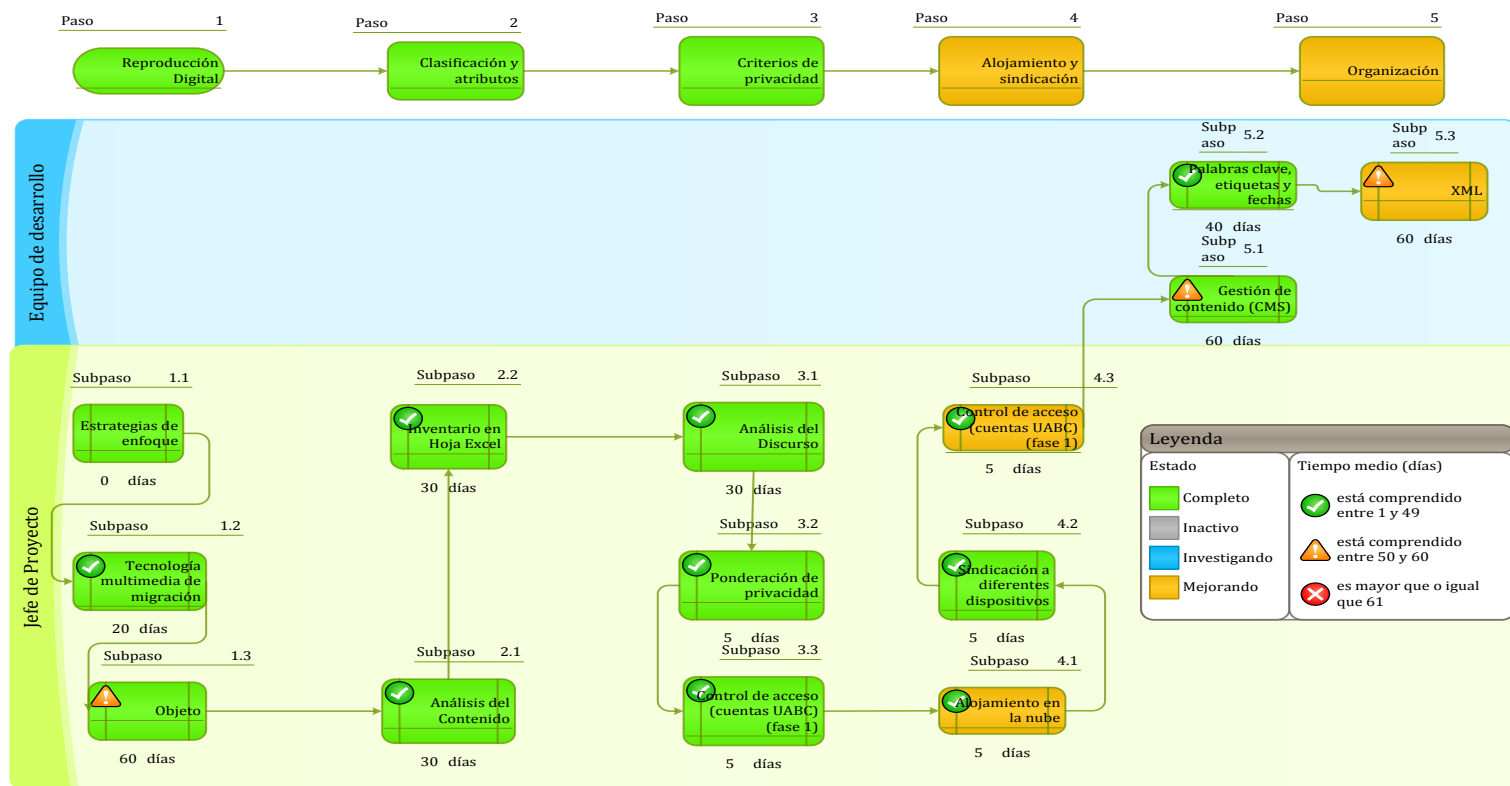 Paso 1
Paso 2
Paso 3
Paso 4
Paso 5
Reproducción
Digital
Clasificación y
atributos
Criterios de
privacidad
Alojamiento y
sindicación
Organización
Equipo de desarrollo
Subp
aso 5.2
Palabras clave,
etiquetas y
fechas
40 días
Subp
aso 5.3
XML
60 días
Subp
aso 5.1
Gestión de
contenido (CMS)
60 días
Jefe de Proyecto
Subpaso 1.1
Estrategias de
enfoque
0 días
Subpaso 1.2
Tecnología
multimedia de
migración
20 días
Subpaso 1.3
Objeto
60 días
Subpaso 2.2
Inventario en
Hoja Excel
30 días
Subpaso 2.1
Análisis del
Contenido
30 días
Subpaso 3.1
Análisis del
Discurso
30 días
Subpaso 3.2
Ponderación de
privacidad
5 días
Subpaso 3.3
Control de acceso
(cuentas UABC)
(fase 1)
5 días
Subpaso 4.3
Control de acceso
(cuentas UABC)
(fase 1)
5 días
Subpaso 4.2
Sindicación a
diferentes
dispositivos
5 días
Subpaso 4.1
Alojamiento en
la nube
5 días
Leyenda
Estado
Completo
Inactivo
Investigando
Mejorando
Tiempo medio (días)
está comprendido
entre 1 y 49
está comprendido
entre 50 y 60
es mayor que o igual
que 61